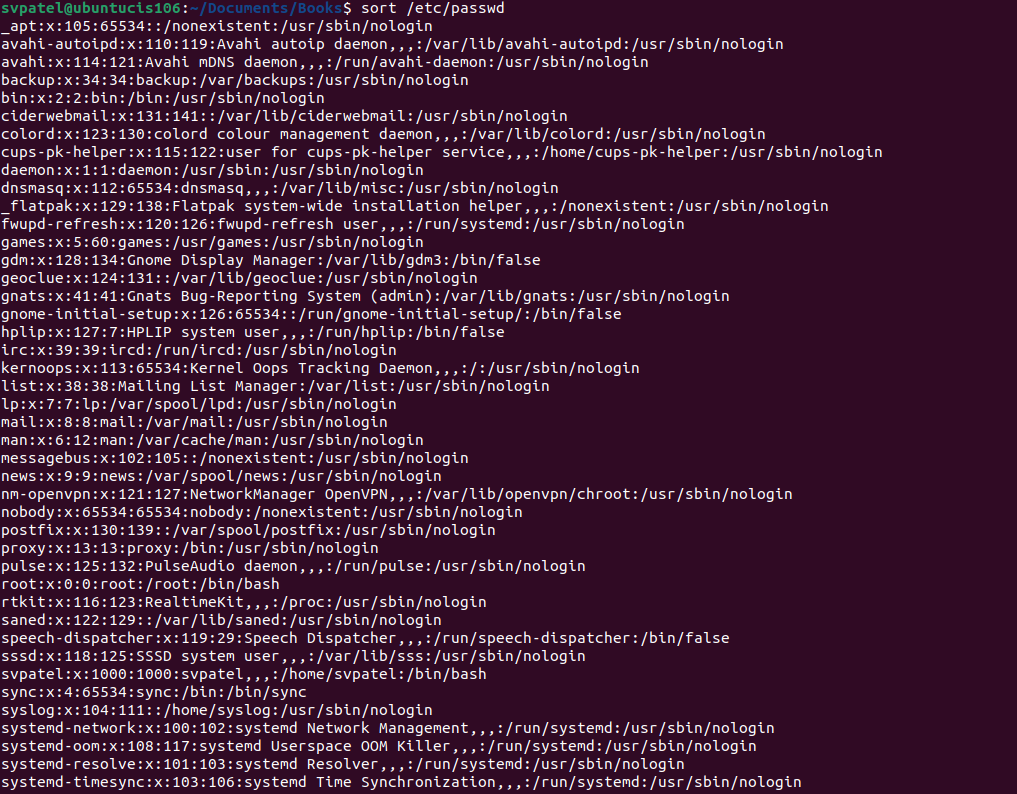 svpatel@ubuntucis106:~/Documents/Books$ sort /etc/passwd
_apt:x:105:65534::/nonexistent:/usr/sbin/nologin
avahi-autoipd:x:110:119:Avahi autoip daemon,,,:/var/lib/avahi-autoipd:/usr/sbin/nologin
avahi:x:114:121:Avahi mDNS daemon,,,:/run/avahi-daemon:/usr/sbin/nologin
backup:x:34:34:backup:/var/backups:/usr/sbin/nologin
bin:x:2:2:bin:/bin:/usr/sbin/nologin
ciderwebmail:x:131:141::/var/lib/ciderwebmail:/usr/sbin/nologin
colord:x:123:130:colord colour management daemon,,,:/var/lib/colord:/usr/sbin/nologin
cups-pk-helper:x:115:122:user for cups-pk-helper service,,,:/home/cups-pk-helper:/usr/sbin/nologin
daemon:x:1:1:daemon:/usr/sbin:/usr/sbin/nologin
dnsmasq:x:112:65534:dnsmasq,,,:/var/lib/misc:/usr/sbin/nologin
_flatpak:x:129:138:Flatpak system-wide installation helper,,,:/nonexistent:/usr/sbin/nologin
fwupd-refresh:x:120:126:fwupd-refresh user,,,:/run/systemd:/usr/sbin/nologin
games:x:5:60:games:/usr/games:/usr/sbin/nologin
gdm:x:128:134:Gnome Display Manager:/var/lib/gdm3:/bin/false
geoclue:x:124:131::/var/lib/geoclue:/usr/sbin/nologin
gnats:x:41:41:Gnats Bug-Reporting System (admin):/var/lib/gnats:/usr/sbin/nologin
gnome-initial-setup:x:126:65534::/run/gnome-initial-setup/:/bin/false
hplip:x:127:7:HPLIP system user,,,:/run/hplip:/bin/false
irc:x:39:39:ircd:/run/ircd:/usr/sbin/nologin
kernoops:x:113:65534:Kernel Oops Tracking Daemon,,,:/:/usr/sbin/nologin
list:x:38:38:Mailing List Manager:/var/list:/usr/sbin/nologin
lp:x:7:7:lp:/var/spool/lpd:/usr/sbin/nologin
mail:x:8:8:mail:/var/mail:/usr/sbin/nologin
man:x:6:12:man:/var/cache/man:/usr/sbin/nologin
messagebus:x:102:105::/nonexistent:/usr/sbin/nologin
news:x:9:9:news:/var/spool/news:/usr/sbin/nologin
nm-openvpn:x:121:127:NetworkManager OpenVPN,,,:/var/lib/openvpn/chroot:/usr/sbin/nologin
nobody:x:65534:65534:nobody:/nonexistent:/usr/sbin/nologin
postfix:x:130:139::/var/spool/postfix:/usr/sbin/nologin
proxy:x:13:13:proxy:/bin:/usr/sbin/nologin
pulse:x:125:132:PulseAudio daemon,,,:/run/pulse:/usr/sbin/nologin
root:x:0:0:root:/root:/bin/bash
rtkit:x:116:123:RealtimeKit,,,:/proc:/usr/sbin/nologin
saned:x:122:129::/var/lib/saned:/usr/sbin/nologin
speech-dispatcher:x:119:29:Speech Dispatcher,,,:/run/speech-dispatcher:/bin/false
sssd:x:118:125:SSSD system user,,,:/var/lib/sss:/usr/sbin/nologin
svpatel:x:1000:1000:svpatel,,,:/home/svpatel:/bin/bash
sync:x:4:65534:sync:/bin:/bin/sync
syslog:x:104:111::/home/syslog:/usr/sbin/nologin
systemd-network:x:100:102:systemd Network Management,,,:/run/systemd:/usr/sbin/nologin
systemd-oom:x:108:117:systemd Userspace OOM Killer,,,:/run/systemd:/usr/sbin/nologin
systemd-resolve:x:101:103:systemd Resolver,,,:/run/systemd:/usr/sbin/nologin
systemd-timesync:x:103:106:systemd Time Synchronization,,,:/run/systemd:/usr/sbin/nologin